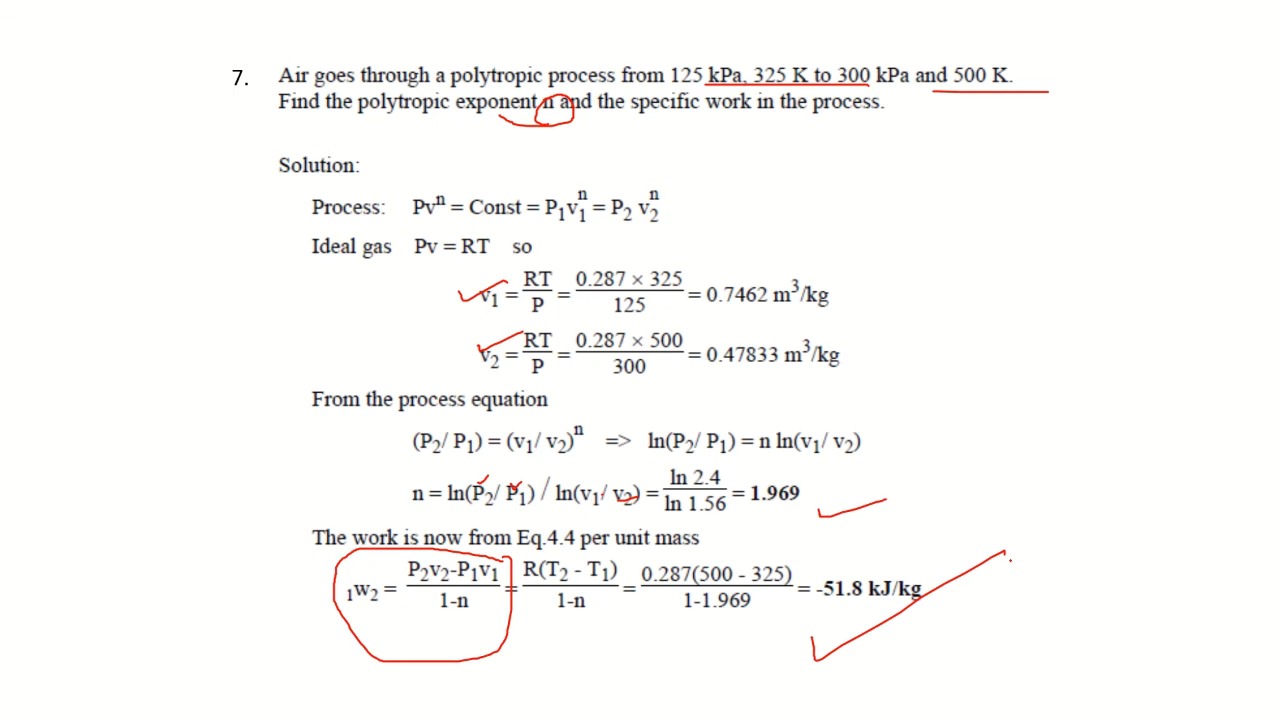 7. Air goes through a polytropic process from 125 kPa, 325 K to 300 kPa and 500 K.
Find the polytropic exponent n and the specific work in the process.
Solution:
Process: Pvⁿ = Const = P₁v₁ⁿ = P₂ v₂ⁿ
Ideal gas Pv = RT so
v₁ = RT/P = 0.287 × 325/125 = 0.7462 m³/kg
v₂ = RT/P = 0.287 × 500/300 = 0.47833 m³/kg
From the process equation
(P₂/ P₁) = (v₁/ v₂)ⁿ => ln(P₂/ P₁) = n ln(v₁/ v₂)
n = ln(P₂/ P₁) / ln(v₁/ v₂) = ln 2.4/ln 1.56 = 1.969
The work is now from Eq.4.4 per unit mass
₁w₂ = P₂v₂-P₁v₁/1-n = R(T₂ - T₁)/1-n = 0.287(500 - 325)/1-1.969 = -51.8 kJ/kg